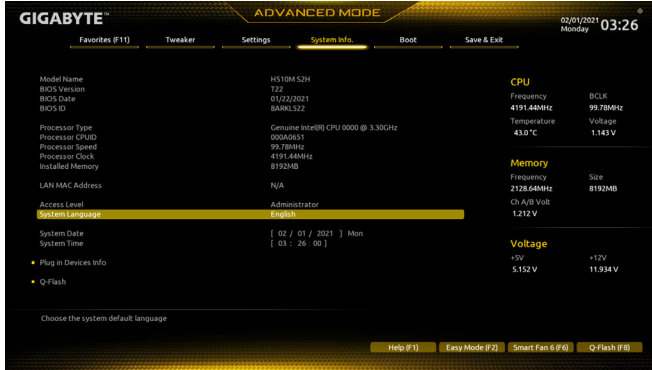 GIGABYTE™
ADVANCED MODE
02/01/2021 Monday 03:26
Favorites (F11) Tweaker Settings System Info. Boot Save & Exit
Model Name H510M S2H
BIOS Version T22
BIOS Date 01/22/2021
BIOS ID 8ARKLS22
Processor Type Genuine Intel(R) CPU 0000 @ 3.30GHz
Processor CPUID 000A0651
Processor Speed 99.78MHz
Processor Clock 4191.44MHz
Installed Memory 8192MB
LAN MAC Address N/A
Access Level Administrator
System Language English
System Date [ 02 / 01 / 2021 ] Mon
System Time [ 03 : 26 : 00 ]
Plug in Devices Info
Q-Flash
CPU
Frequency BCLK
4191.44MHz 99.78MHz
Temperature Voltage
43.0 °C 1.143 V
Memory
Frequency Size
2128.64MHz 8192MB
Ch A/B Volt
1.212 V
Voltage
+5V +12V
5.152 V 11.934 V
Choose the system default language
Help (F1) Easy Mode (F2) Smart Fan 6 (F6) Q-Flash (F8)